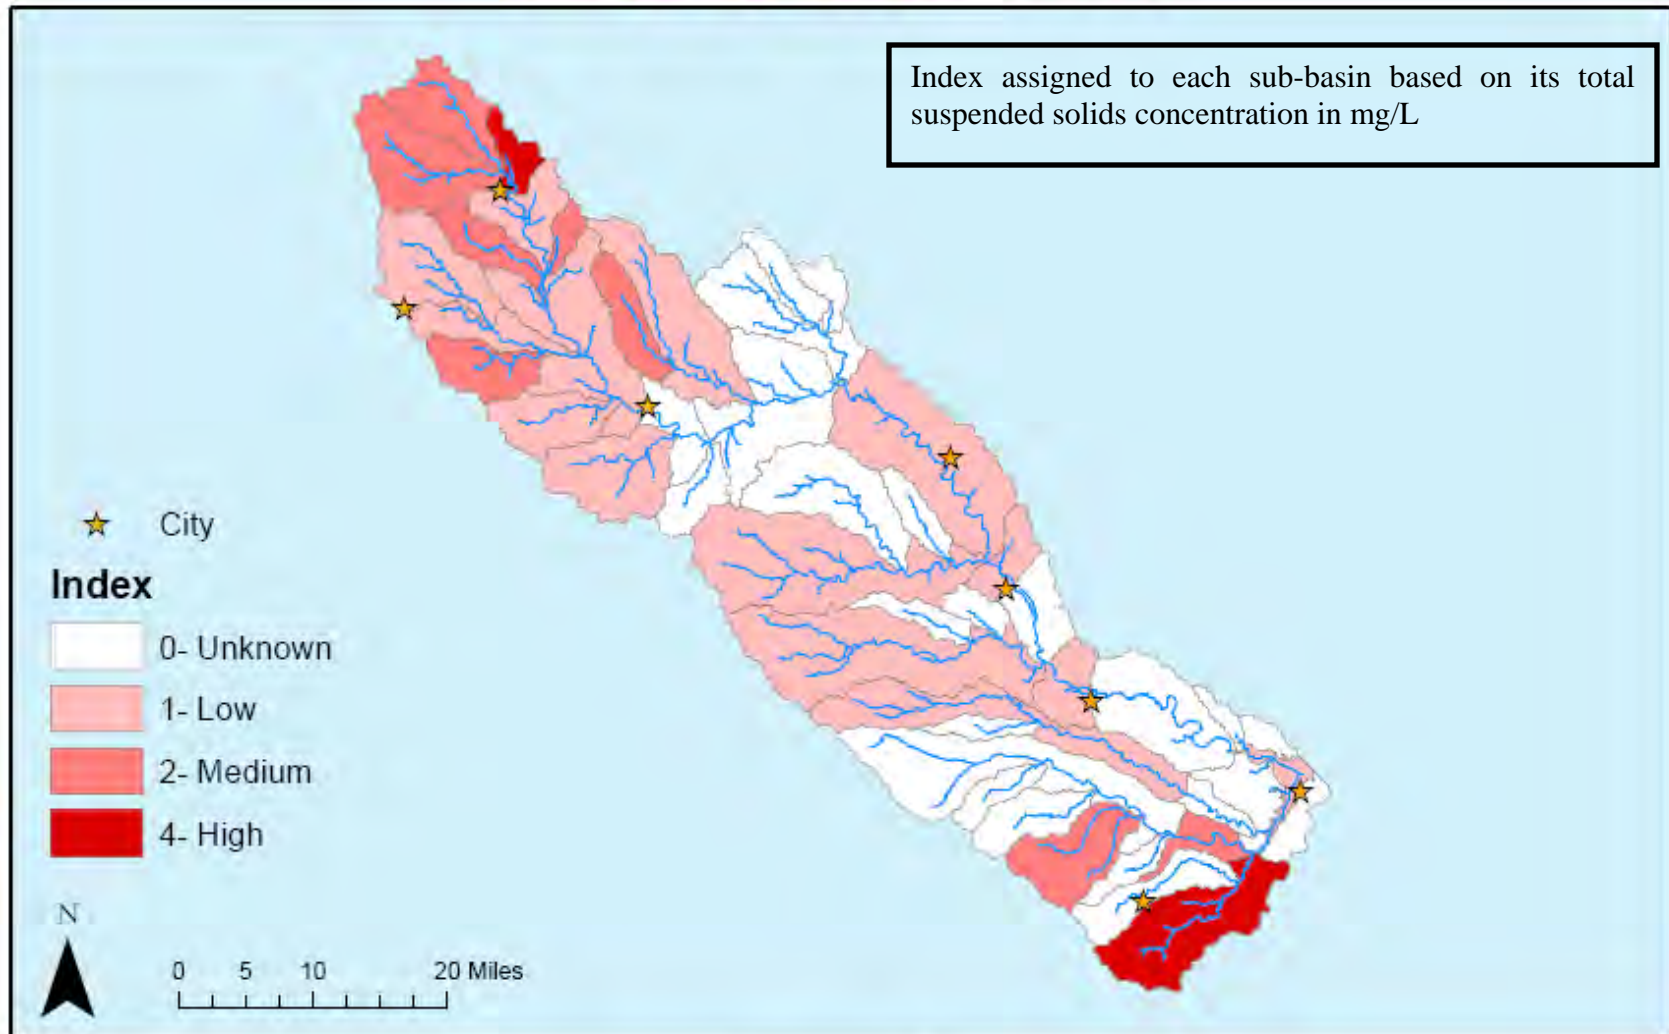 Index assigned to each sub-basin based on its total
suspended solids concentration in mg/L
City
Index
0- Unknown
1- Low
2- Medium
4- High
N
0 5 10 20 Miles